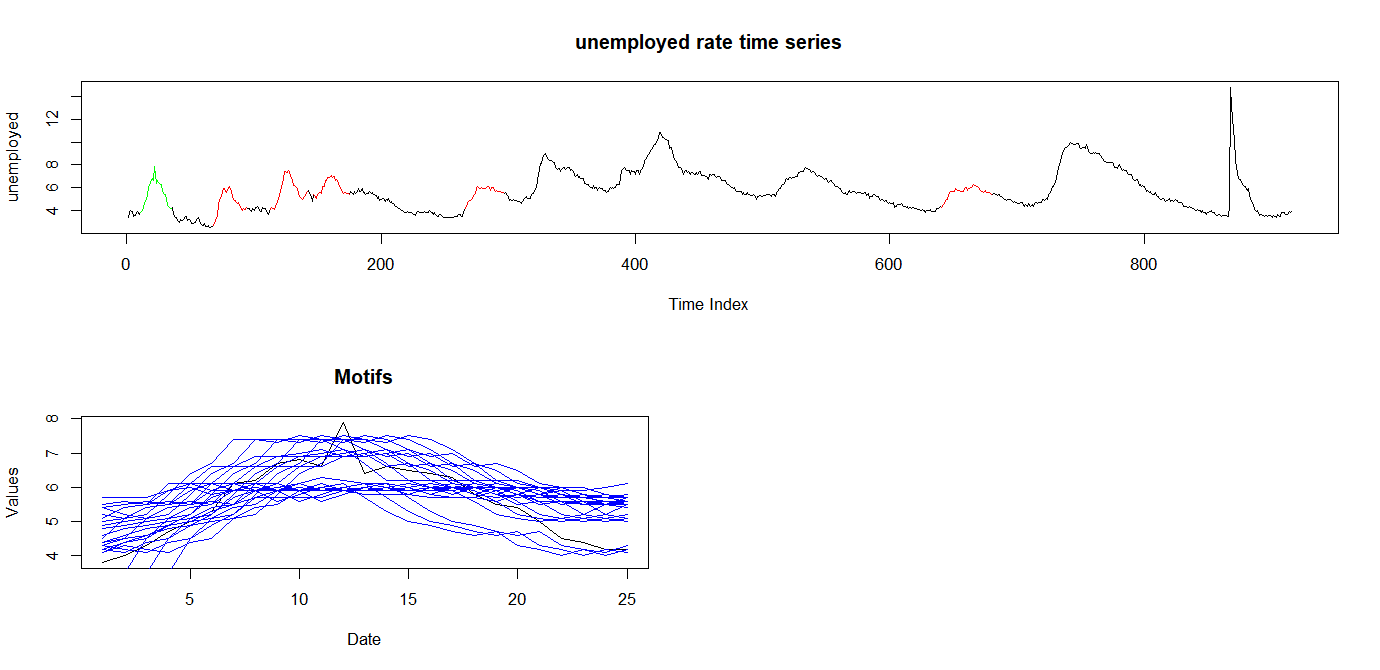 unemployed rate time series
unemployed
4 6 8 12
0 200 400 600 800
Time Index
Motifs
Values
4 5 6 7 8
5 10 15 20 25
Date